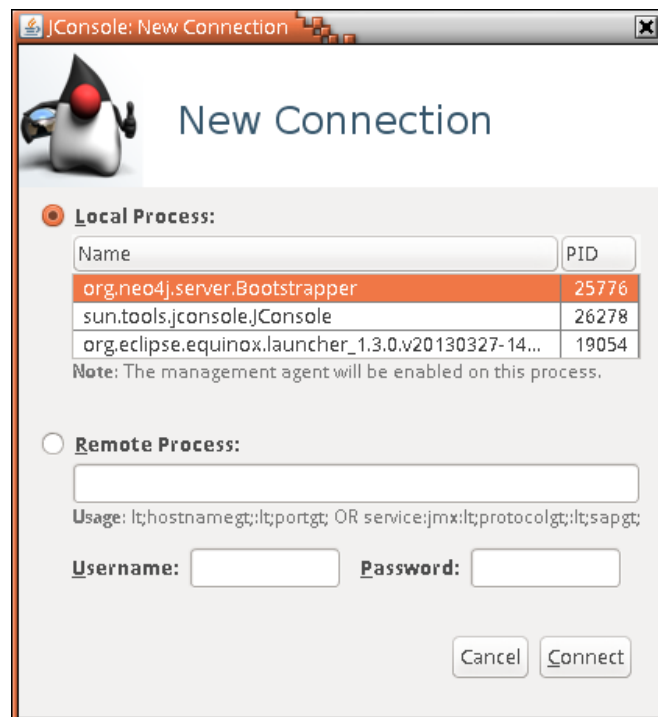 JConsole: New Connection
New Connection
Local Process:
Name PID
org.neo4j.server.Bootstrapper 25776
sun.tools.jconsole.JConsole 26278
org.eclipse.equinox.launcher_1.3.0.v20130327-14... 19054
Note: The management agent will be enabled on this process.
Remote Process:
Usage: lt;hostnamegt;:lt;portgt; OR service:jmx:lt;protocolgt;:lt;sapgt;
Username: Password:
Cancel Connect